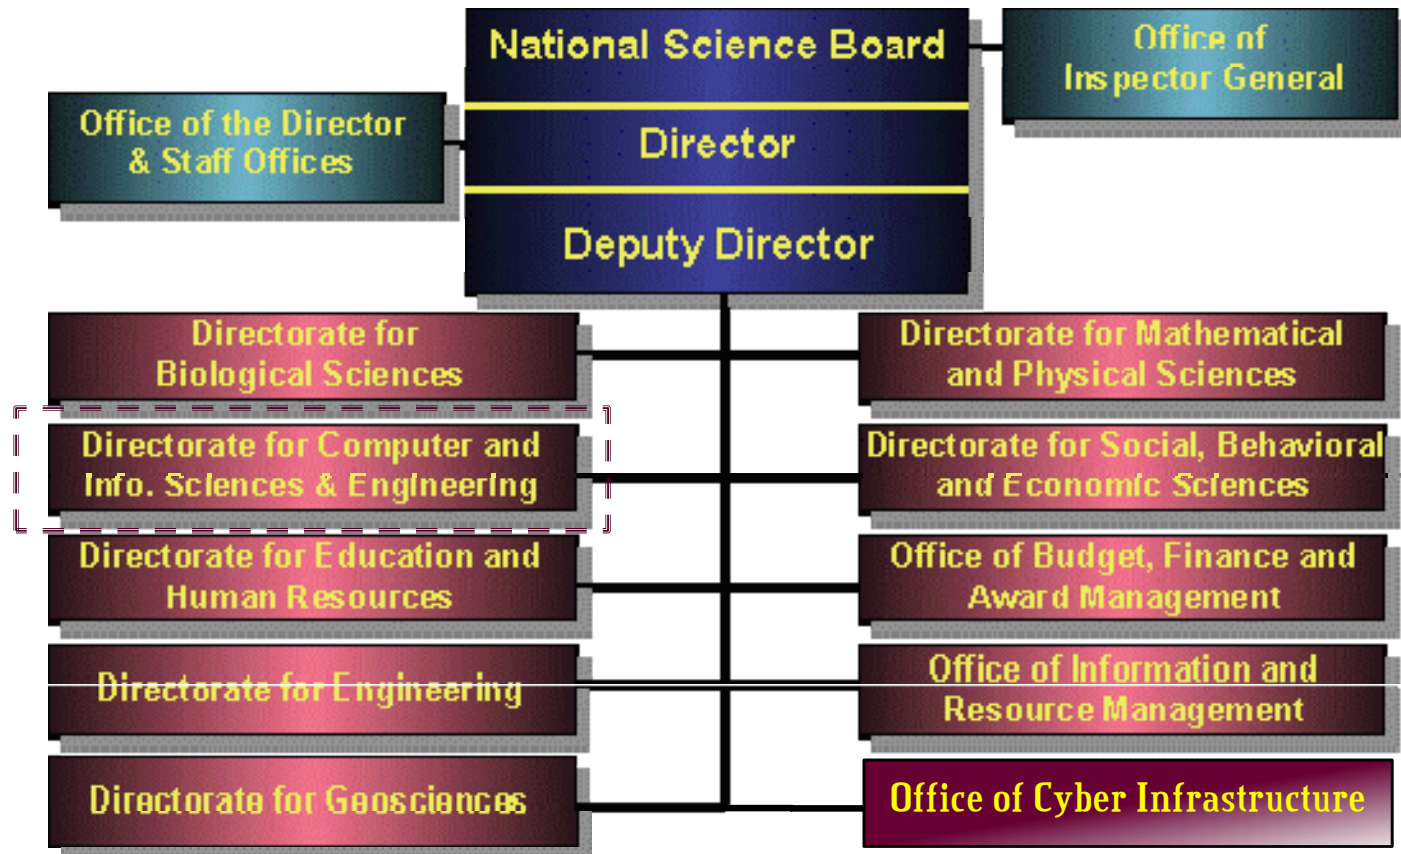 National Science Board
Director
Deputy Director
Office of
Inspector General
Office of the Director
& Staff Offices
Directorate for
Biological Sciences
Directorate for Computer and
Info. Sciences & Engineering
Directorate for Education and
Human Resources
Directorate for Engineering
Directorate for Geosciences
Directorate for Mathematical
and Physical Sciences
Directorate for Social, Behavioral
and Economic Sciences
Office of Budget, Finance and
Award Management
Office of Information and
Resource Management
Office of Cyber Infrastructure